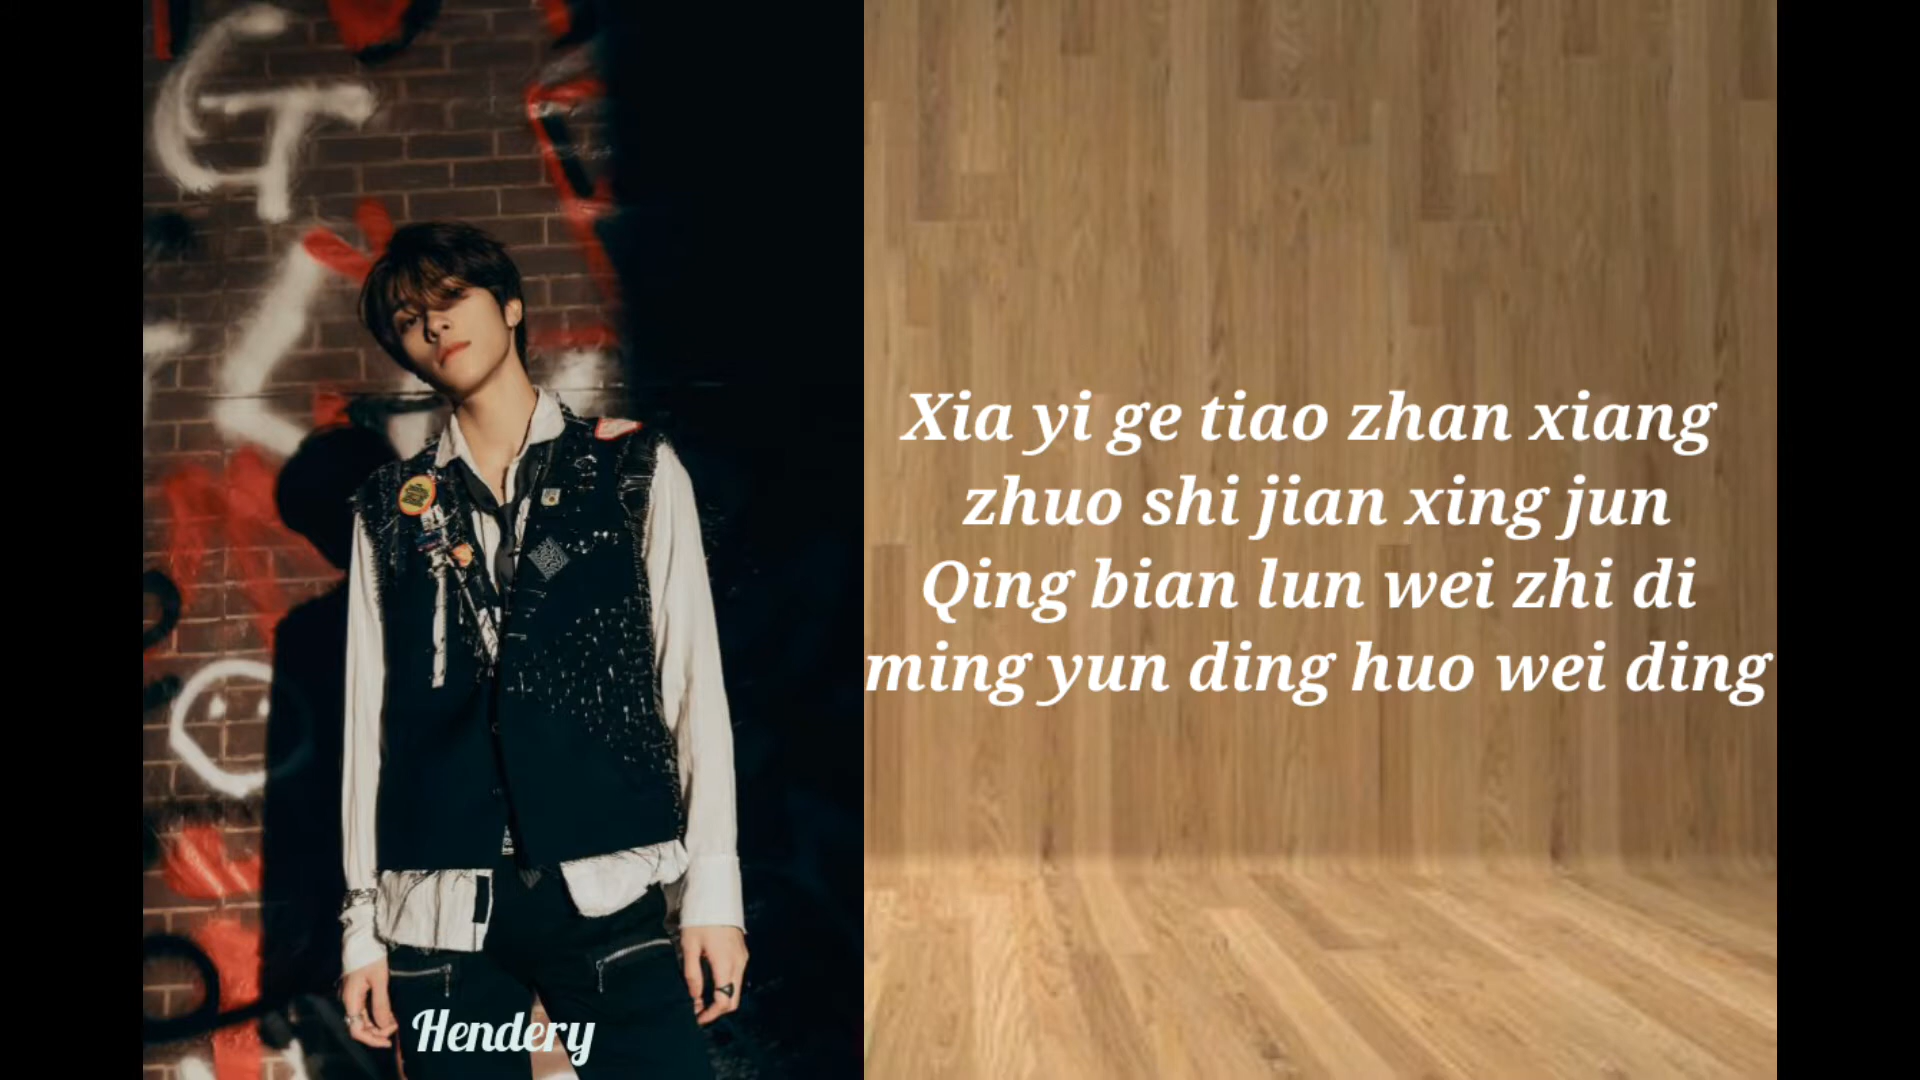 Xia yi ge tiao zhan xiang
zhuo shi jian xing jun
Qing bian lun wei zhi di
ming yun ding huo wei ding
Hendery